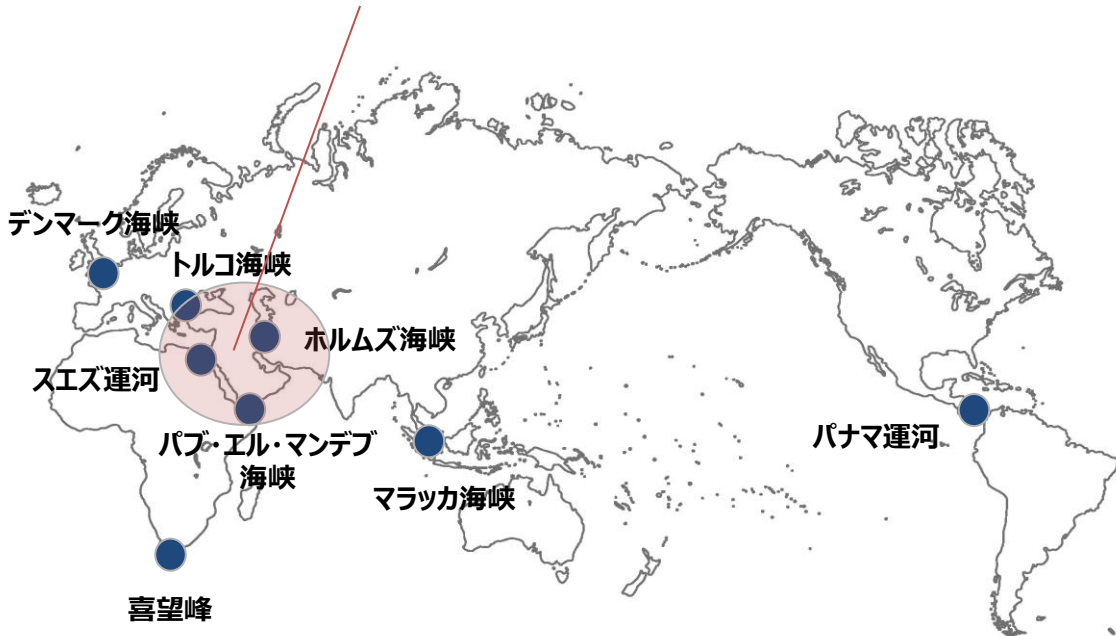 デンマーク海峡
トルコ海峡
ホルムズ海峡
スエズ運河
パブ・エル・マンデブ
海峡
マラッカ海峡
パナマ運河
喜望峰